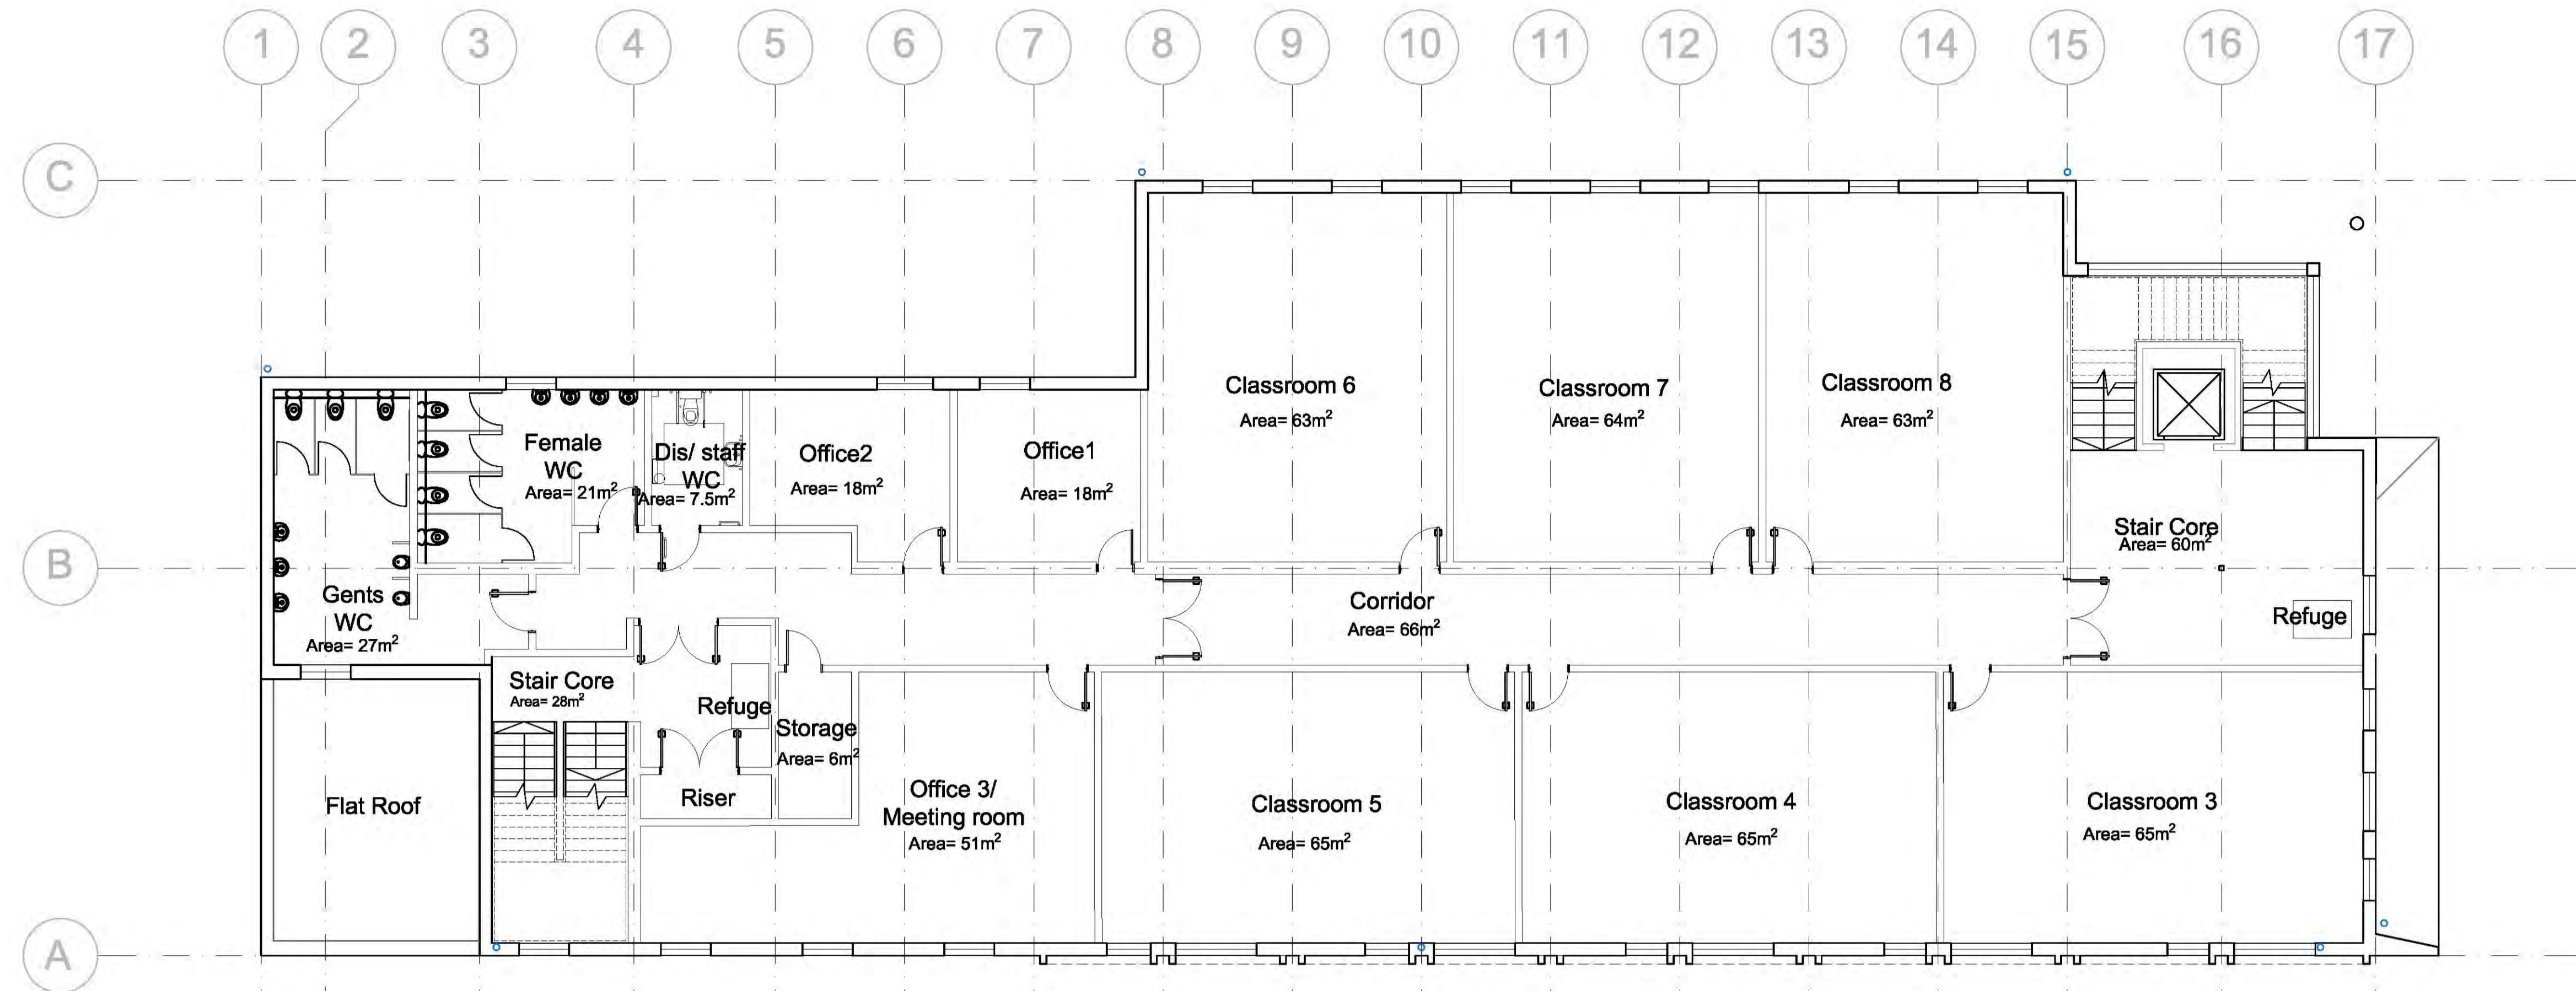 1 2 3 4 5 6 7 8 9 10 11 12 13 14 15 16 17
C
B
A
Classroom 6
Area= 63m²
Classroom 7
Area= 64m²
Classroom 8
Area= 63m²
Female
WC
Area= 21m²
Dis/ staff
WC
Area= 7.5m²
Office2
Area= 18m²
Office1
Area= 18m²
Stair Core
Area= 60m²
Gents
WC
Area= 27m²
Corridor
Area= 66m²
Refuge
Stair Core
Area= 28m²
Refuge
Storage
Area= 6m²
Riser
Flat Roof
Office 3/
Meeting room
Area= 51m²
Classroom 5
Area= 65m²
Classroom 4
Area= 65m²
Classroom 3
Area= 65m²